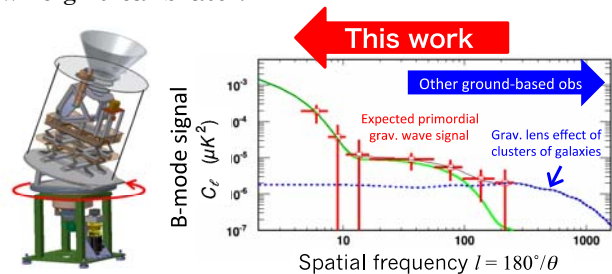 This work
Other ground-based obs
Expected primordial
grav. wave signal
Grav. lens effect of
clusters of galaxies
B-mode signal
Cℓ (μK²)
10⁻³
10⁻⁴
10⁻⁵
10⁻⁶
10⁻⁷
10
100
1000
Spatial frequency l = 180°/θ